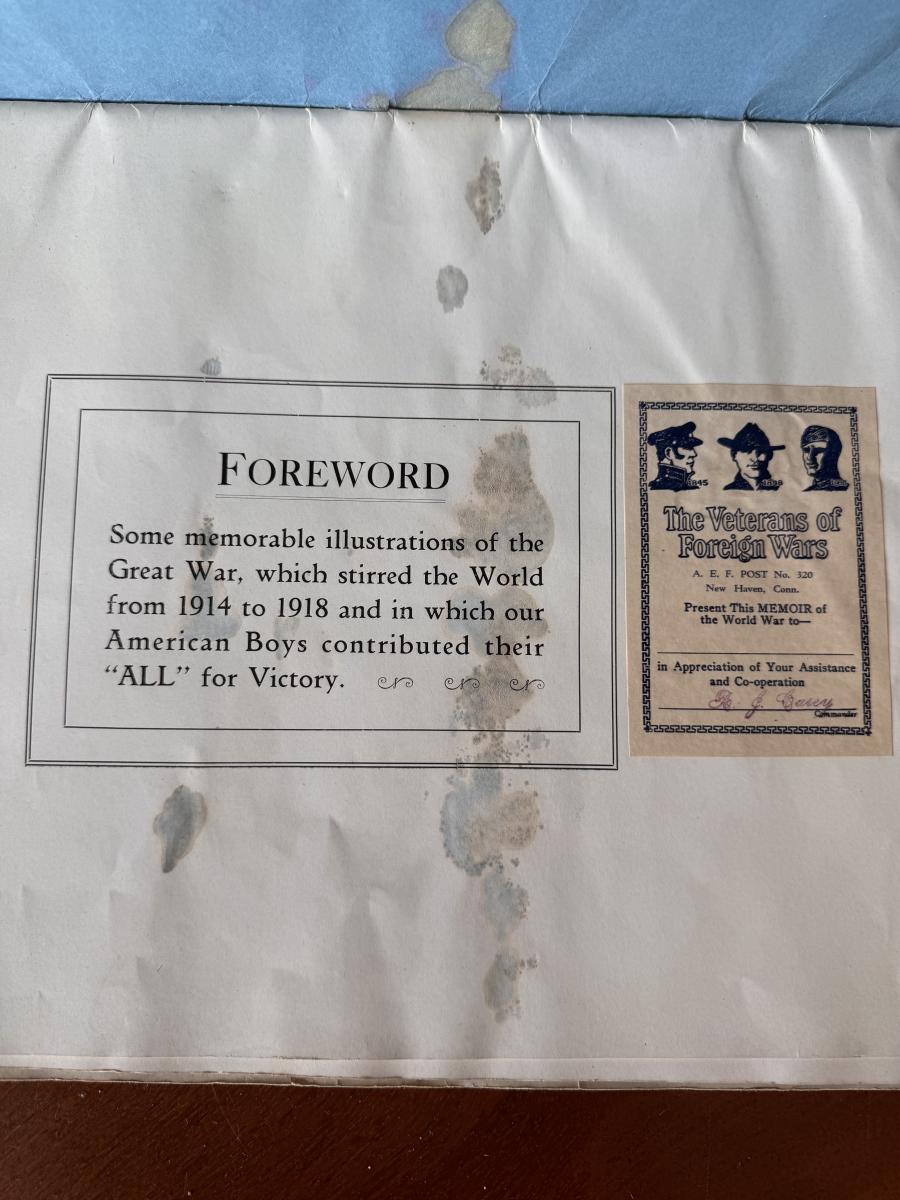 FOREWORD
Some memorable illustrations of the
Great War, which stirred the World
from 1914 to 1918 and in which our
American Boys contributed their
“ALL” for Victory.
1845
1898
The Veterans of
Foreign Wars
A. E. F. POST No. 320
New Haven, Conn.
Present This MEMOIR of
the World War to—
in Appreciation of Your Assistance
and Co-operation
J.
Commander